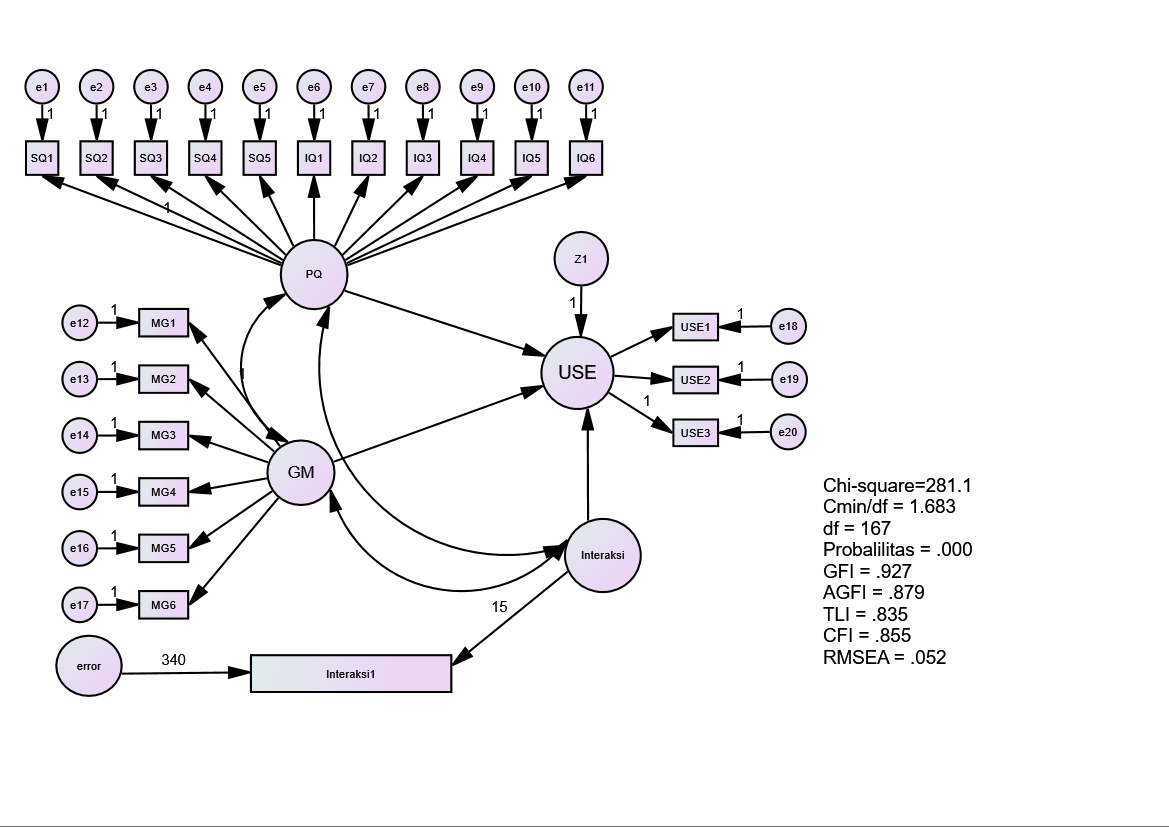 e1 e2 e3 e4 e5 e6 e7 e8 e9 e10 e11
1 1 1 1 1 1 1 1 1 1 1
SQ1 SQ2 SQ3 SQ4 SQ5 IQ1 IQ2 IQ3 IQ4 IQ5 IQ6
1
PQ
Z1
1
e12 1 MG1
USE1 1 e18
e13 1 MG2
1
USE
USE2 1 e19
1
USE3 1 e20
e14 1 MG3
GM
e15 1 MG4
e16 1 MG5
Interaksi
e17 1 MG6
15
error 340 Interaksi1
Chi-square=281.1
Cmin/df = 1.683
df = 167
Probalilitas = .000
GFI = .927
AGFI = .879
TLI = .835
CFI = .855
RMSEA = .052